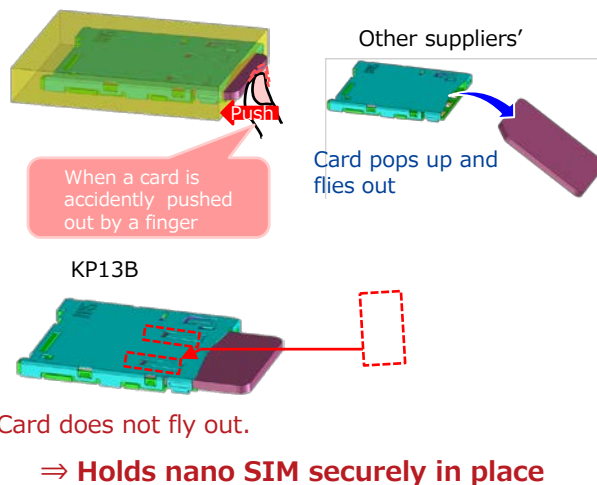 Other suppliers’
Push
Card pops up and
flies out
When a card is
accidently pushed
out by a finger
KP13B
Card does not fly out.
⇒ Holds nano SIM securely in place